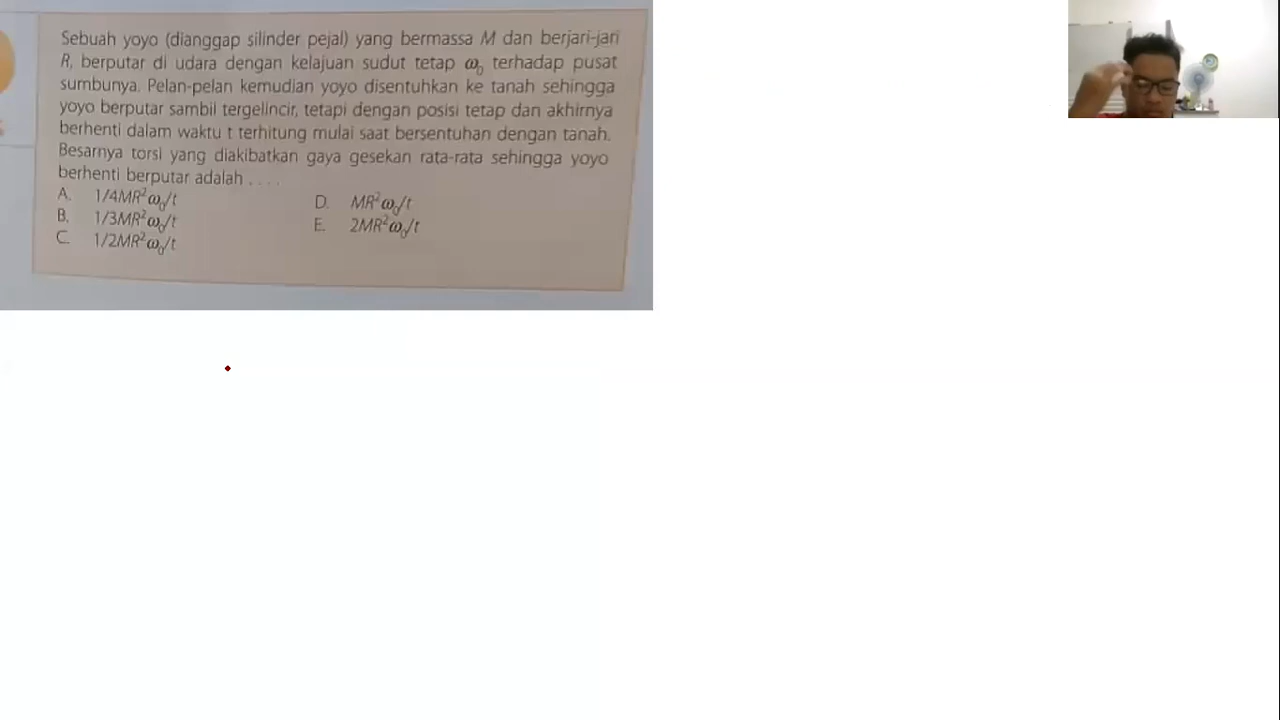 Sebuah yoyo (dianggap silinder pejal) yang bermassa M dan berjari-jari
R, berputar di udara dengan kelajuan sudut tetap ω₀ terhadap pusat
sumbunya. Pelan-pelan kemudian yoyo disentuhkan ke tanah sehingga
yoyo berputar sambil tergelincir, tetapi dengan posisi tetap dan akhirnya
berhenti dalam waktu t terhitung mulai saat bersentuhan dengan tanah.
Besarnya torsi yang diakibatkan gaya gesekan rata-rata sehingga yoyo
berhenti berputar adalah . . . .
A. 1/4MR²ω₀/t
B. 1/3MR²ω₀/t
C. 1/2MR²ω₀/t
D. MR²ω₀/t
E. 2MR²ω₀/t